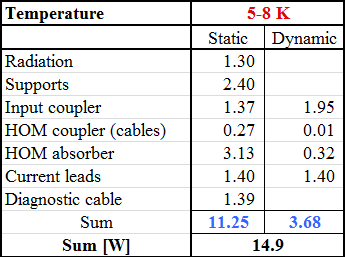 Temperature 5-8 K
Static Dynamic
Radiation 1.30
Supports 2.40
Input coupler 1.37 1.95
HOM coupler (cables) 0.27 0.01
HOM absorber 3.13 0.32
Current leads 1.40 1.40
Diagnostic cable 1.39
Sum 11.25 3.68
Sum [W] 14.9